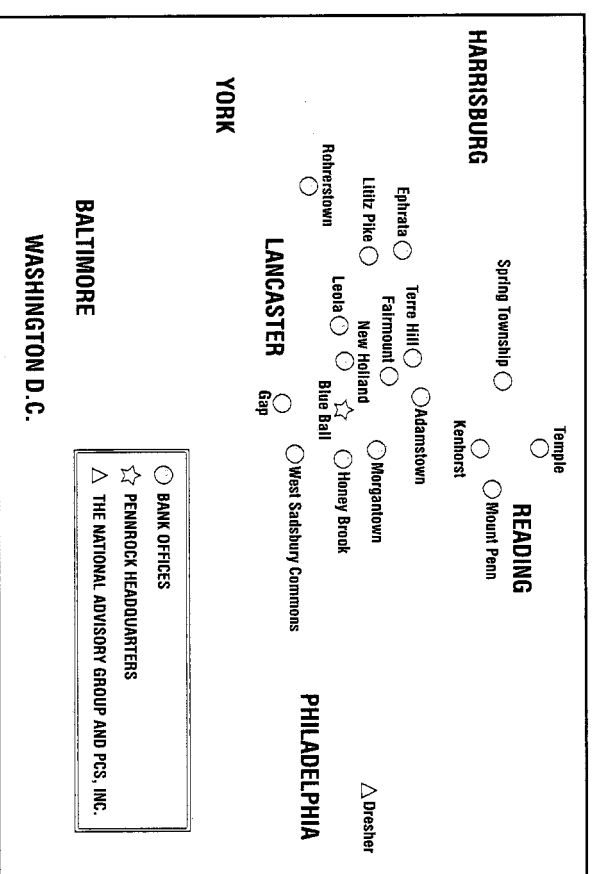 Temple
READING
Spring Township
Kenhorst
Mount Penn
HARRISBURG
Ephrata
Terre Hill
Adamstown
Lititz Pike
Fairmount
Morgantown
Dresher
Leola
New Holland
Blue Ball
Honey Brook
Rohrerstown
PHILADELPHIA
West Sadsbury Commons
LANCASTER
Gap
YORK
BANK OFFICES
PENNROCK HEADQUARTERS
THE NATIONAL ADVISORY GROUP AND PCS, INC.
BALTIMORE
WASHINGTON D.C.